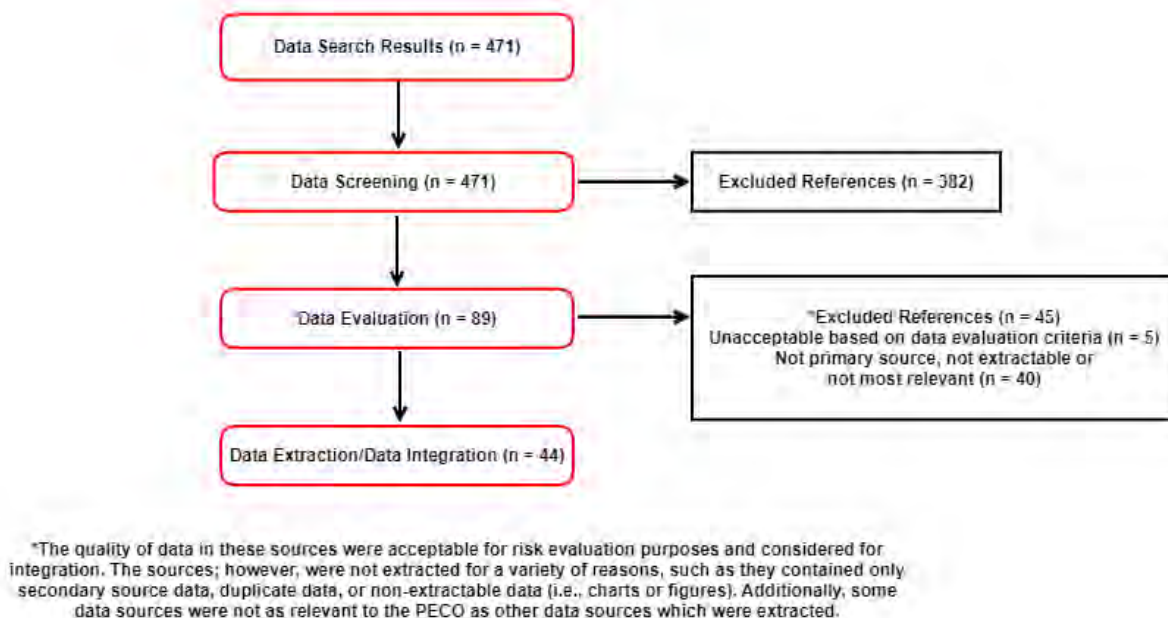 Data Search Results (n = 471)
Data Screening (n = 471)
Excluded References (n = 382)
*Data Evaluation (n = 89)
*Excluded References (n = 45)
Unacceptable based on data evaluation criteria (n = 5)
Not primary source, not extractable or
not most relevant (n = 40)
Data Extraction/Data Integration (n = 44)
*The quality of data in these sources were acceptable for risk evaluation purposes and considered for
integration. The sources; however, were not extracted for a variety of reasons, such as they contained only
secondary source data, duplicate data, or non-extractable data (i.e., charts or figures). Additionally, some
data sources were not as relevant to the PECO as other data sources which were extracted.